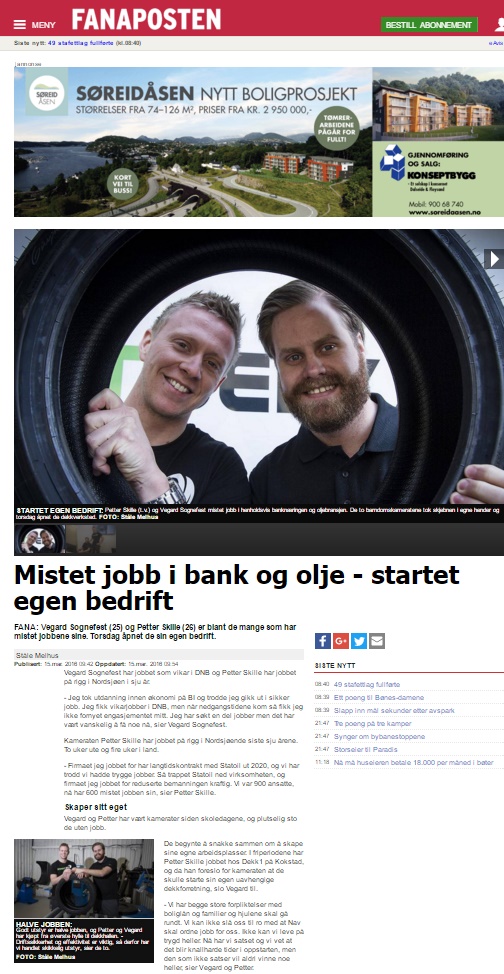 MENY
FANAPOSTEN
BESTILL ABONNEMENT
Siste nytt: 49 stafettlag fullførte (kl.08:40)
annonse
SØREID
ÅSEN
SØREIDÅSEN NYTT BOLIGPROSJEKT
STØRRELSER FRA 74–126 M², PRISER FRA KR. 2 950 000,-
TØMRER-
ARBEIDENE
PÅGÅR FOR
FULLT!
KORT
VEI TIL
BUSS!
GJENNOMFØRING
OG SALG:
KONSEPTBYGG
Mobil: 900 68 740
www.soreidaasen.no
STARTET EGEN BEDRIFT: Petter Skille (t.v.) og Vegard Sognefest mistet jobb i henholdsvis banknæringen og oljebransjen. De to barndomskameratene tok skjebnen i egne hender og
torsdag åpnet de dekkverksted. FOTO: Ståle Melhus
Mistet jobb i bank og olje - startet
egen bedrift
FANA: Vegard Sognefest (25) og Petter Skille (26) er blant de mange som har
mistet jobbene sine. Torsdag åpnet de sin egen bedrift.
Ståle Melhus
Publisert: 15.mar. 2016 09:42 Oppdatert: 15.mar. 2016 09:54
Vegard Sognefest har jobbet som vikar i DNB og Petter Skille har jobbet
på rigg i Nordsjøen i sju år.
- Jeg tok utdanning innen økonomi på BI og trodde jeg gikk ut i sikker
jobb. Jeg fikk vikarjobber i DNB, men når nedgangstidene kom så fikk jeg
ikke fornyet engasjementet mitt. Jeg har søkt en del jobber men det har
vært vanskelig å få noe nå, sier Vegard Sognefest.
Kameraten Petter Skille har jobbet på rigg i Nordsjøende siste sju årene.
To uker ute og fire uker i land.
- Firmaet jeg jobbet for har langtidskontrakt med Statoil ut 2020, og vi har
trodd vi hadde trygge jobber. Så trappet Statoil ned virksomheten, og
firmaet jeg jobbet for reduserte bemanningen kraftig. Vi var 900 ansatte,
nå har 600 mistet jobben sin, sier Petter Skille.
Skaper sitt eget
Vegard og Petter har vært kamerater siden skoledagene, og plutselig sto
de uten jobb.
De begynte å snakke sammen om å skape
sine egne arbeidsplasser. I friperiodene har
Petter Skille jobbet hos Dekk1 på Kokstad,
og da han foreslo for kameraten at de
skulle starte sin egen uavhengige
dekkforretning, slo Vegard til.
- Vi har begge store forpliktelser med
boliglån og familier og hjulene skal gå
rundt. Vi kan ikke slå oss til ro med at Nav
skal ordne jobb for oss. Ikke kan vi leve på
trygd heller. Nå har vi satset og vi vet at
det blir knallharde tider i oppstarten, men
den som ikke satser vil aldri vinne noe
heller, sier Vegard og Petter.
HALVE JOBBEN:
Godt utstyr er halve jobben, og Petter og Vegard
har kjøpt fra øverste hylle til dekkhallen. -
Driftssikkerhet og effektivitet er viktig, så derfor har
vi skikkelig utstyr, sier de to.
FOTO: Ståle Melhus
SISTE NYTT
08:40 49 stafettlag fullførte
08:39 Ett poeng til Bønes-damene
08:39 Slapp inn mål sekunder etter avspark
21:47 Tre poeng på tre kamper
21:47 Synger om bybanestoppene
21:47 Storseier til Paradis
11:18 Nå må huseleren betale 18.000 per måned i bøter